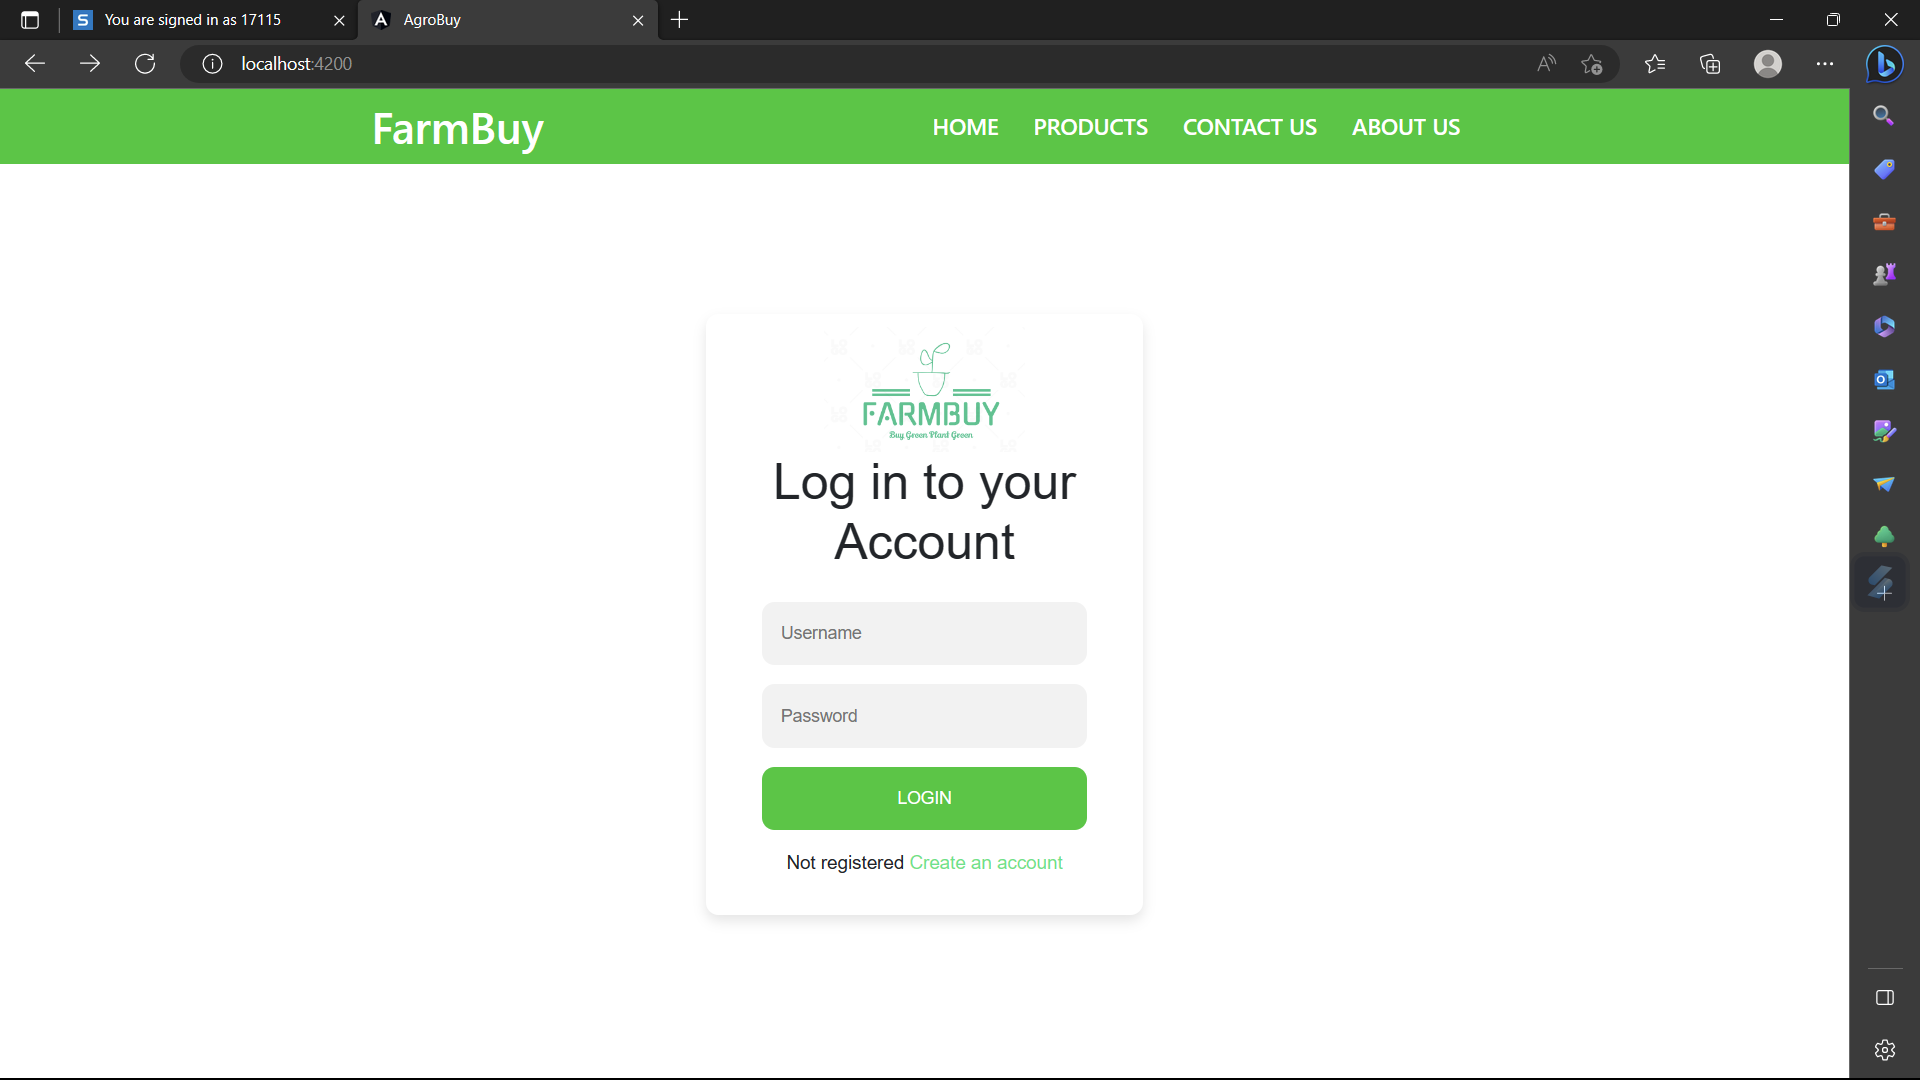 You are signed in as 17115
AgroBuy
localhost:4200
FarmBuy
HOME PRODUCTS CONTACT US ABOUT US
FARMBUY
Buy Green Plant Green
Log in to your
Account
Username
Password
LOGIN
Not registered Create an account